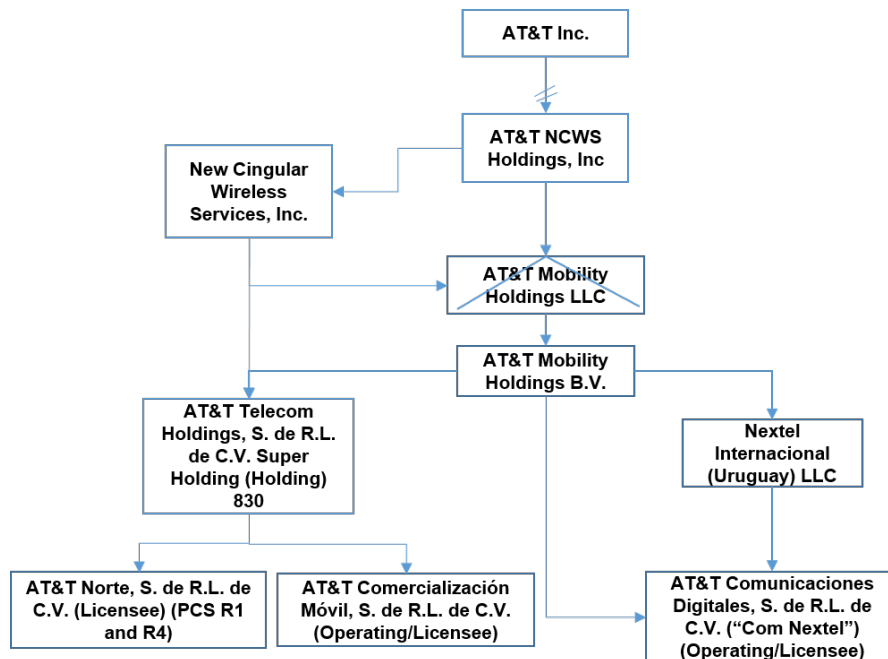 AT&T Inc.
AT&T NCWS
Holdings, Inc
New Cingular
Wireless
Services, Inc.
AT&T Mobility
Holdings LLC
AT&T Mobility
Holdings B.V.
AT&T Telecom
Holdings, S. de R.L.
de C.V. Super
Holding (Holding)
830
Nextel
Internacional
(Uruguay) LLC
AT&T Norte, S. de R.L. de
C.V. (Licensee) (PCS R1
and R4)
AT&T Comercialización
Móvil, S. de R.L. de C.V.
(Operating/Licensee)
AT&T Comunicaciones
Digitales, S. de R.L. de
C.V. (“Com Nextel”)
(Operating/Licensee)